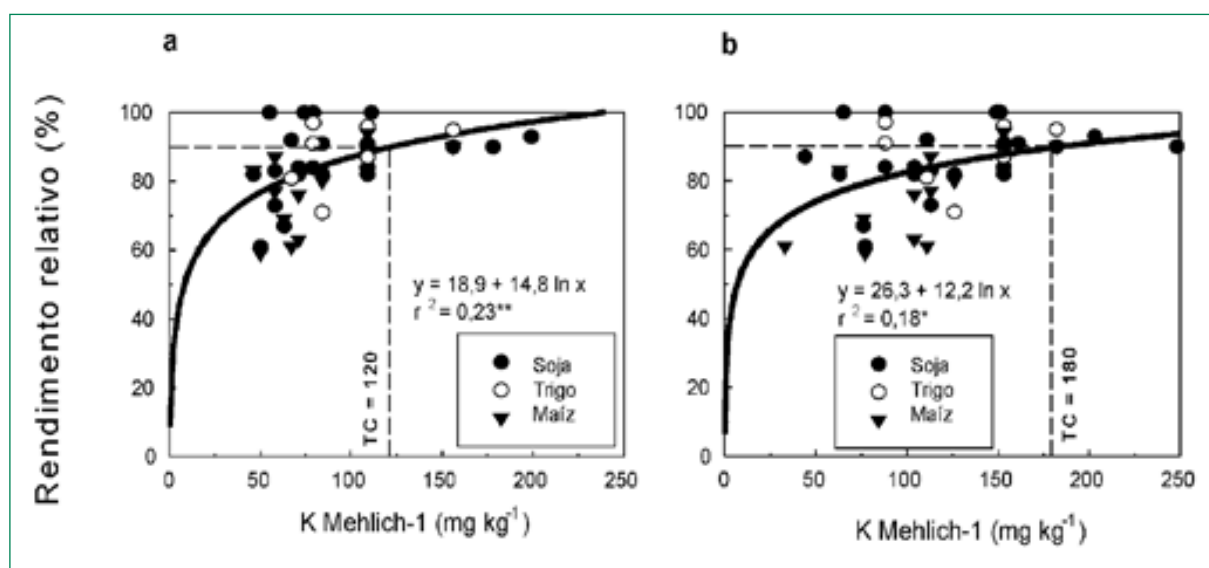 a
b
Rendimento relativo (%)
100
80
60
40
20
0
y = 18,9 + 14,8 ln x
r 2 = 0,23**
Soja
Trigo
Maíz
TC = 120
0 50 100 150 200 250
K Mehlich-1 (mg kg-1)
100
80
60
40
20
0
y = 26,3 + 12,2 ln x
r 2 = 0,18*
Soja
Trigo
Maíz
TC = 180
0 50 100 150 200 250
K Mehlich-1 (mg kg-1)